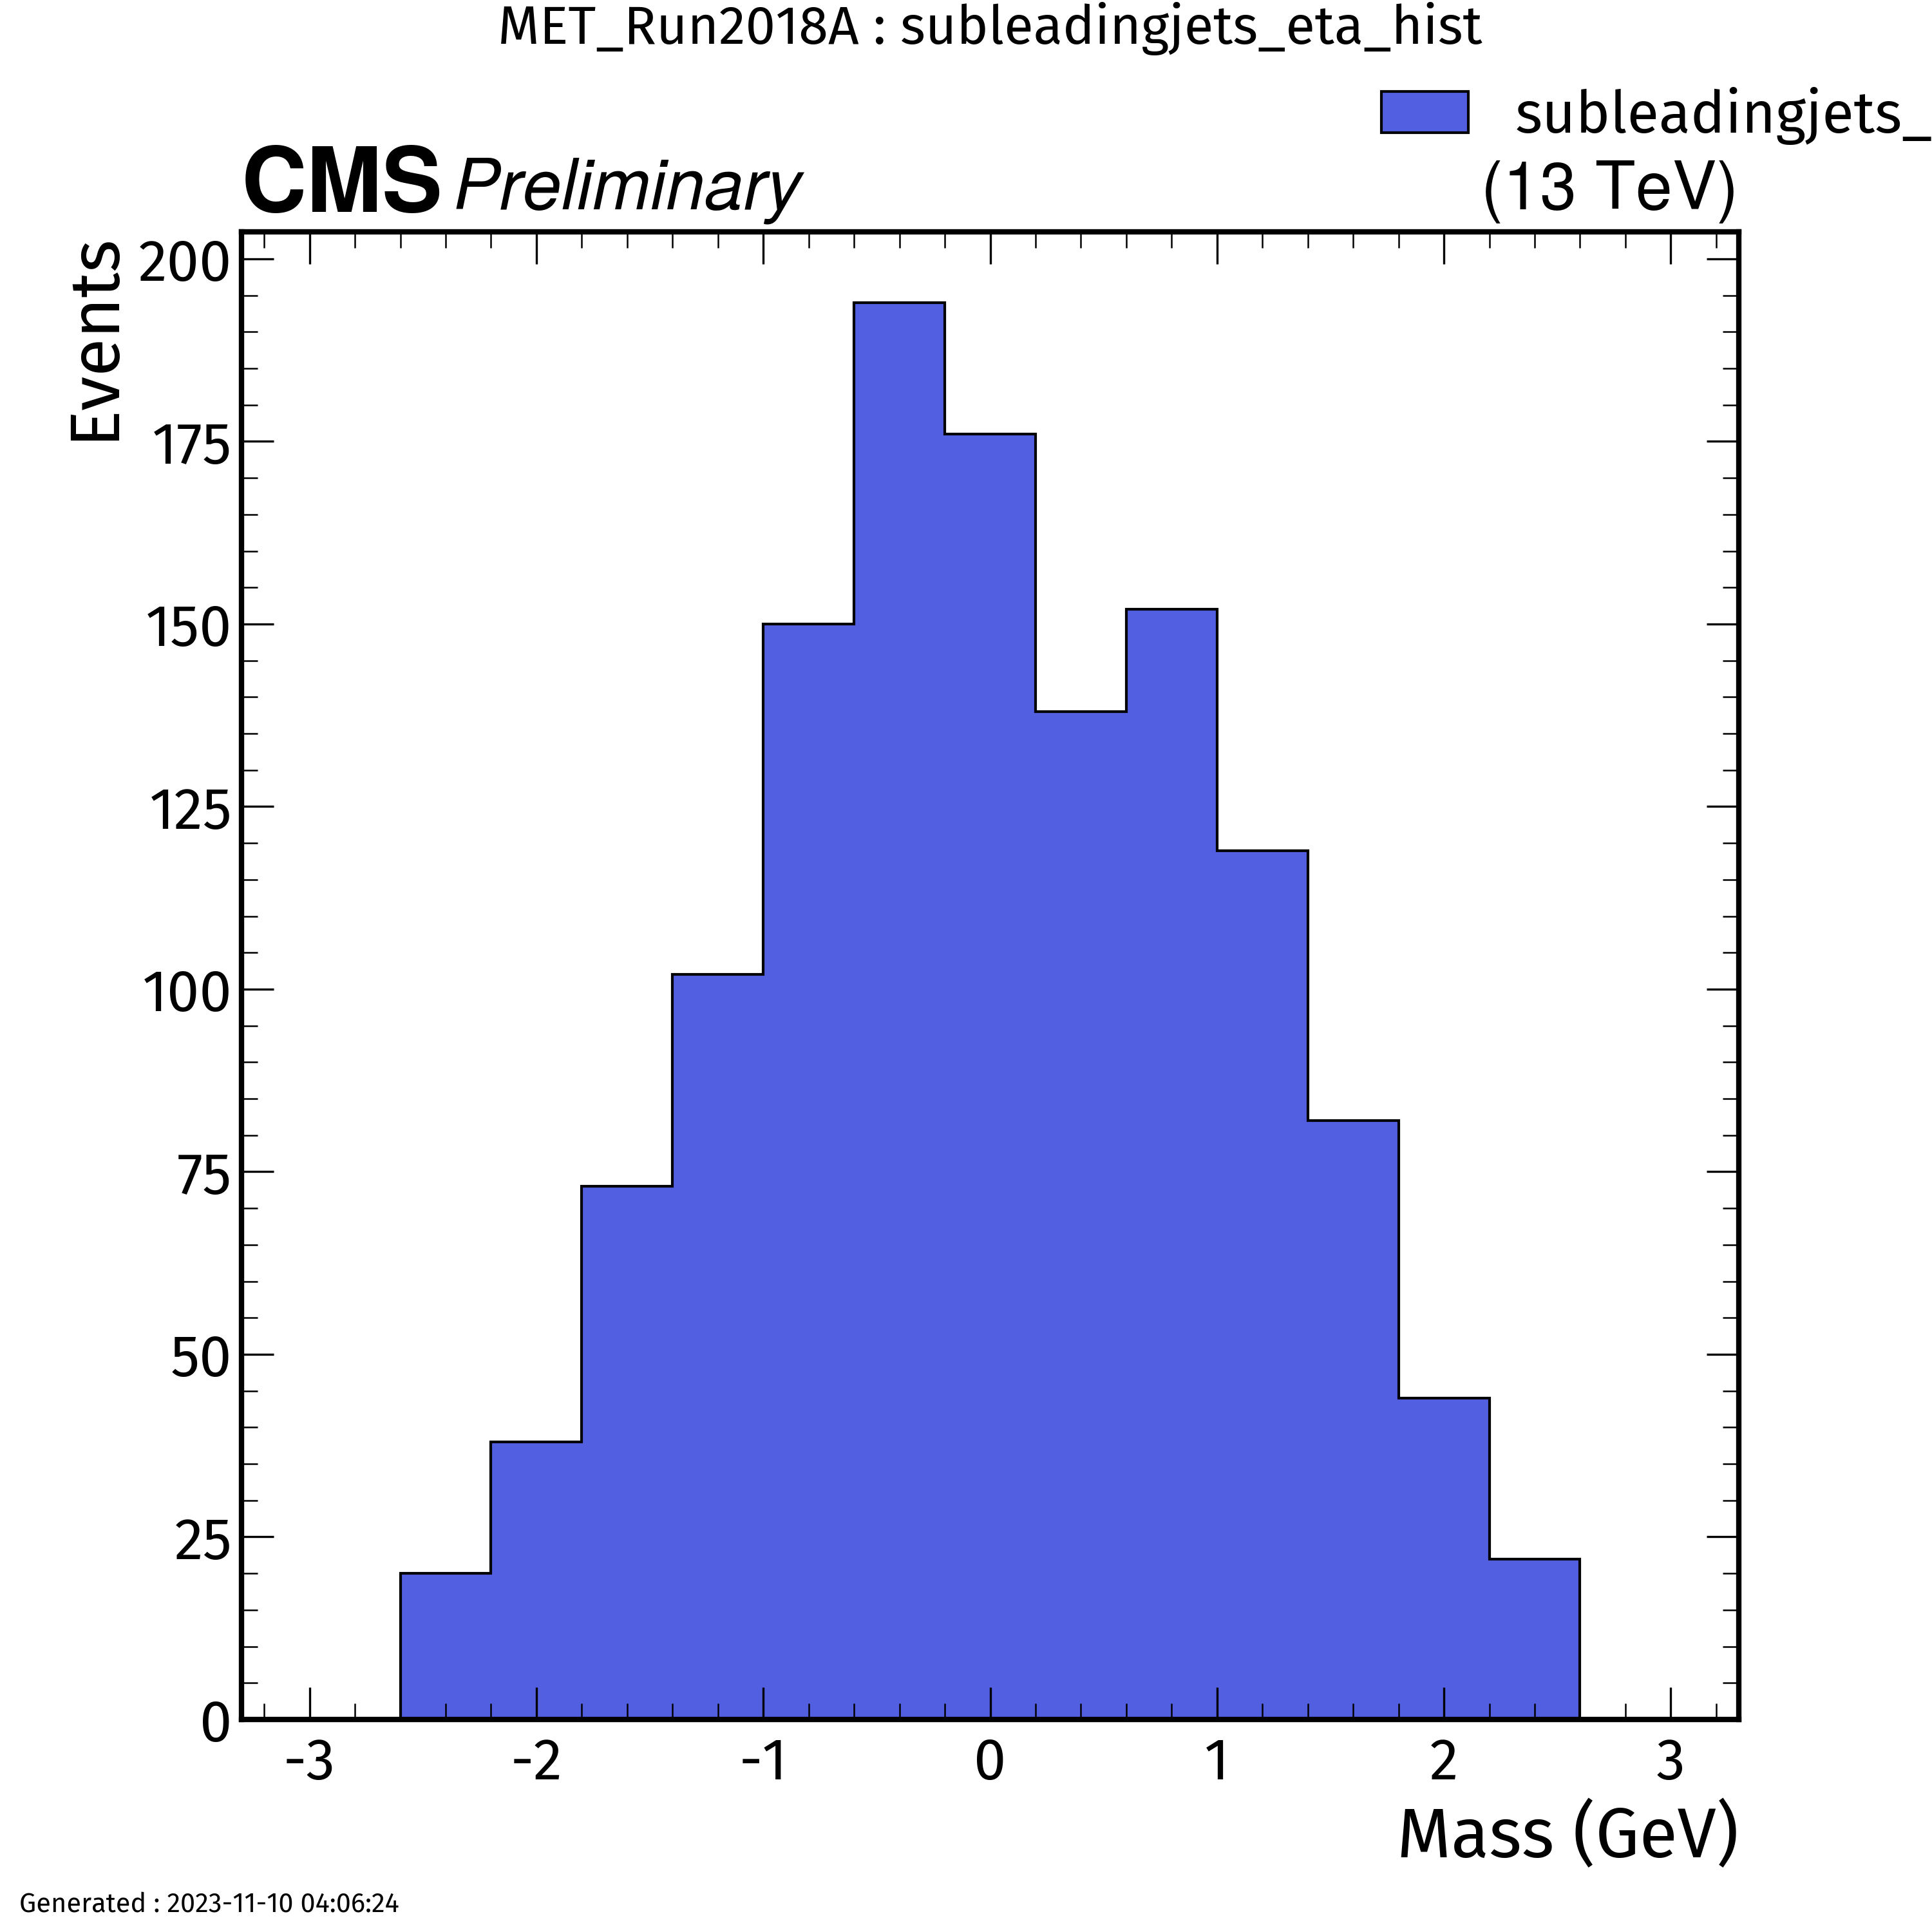 MET_Run2018A : subleadingjets_eta_hist
subleadingjets_
CMS Preliminary (13 TeV)
Events
200
175
150
125
100
75
50
25
0
-3 -2 -1 0 1 2 3
Mass (GeV)
Generated : 2023-11-10 04:06:24